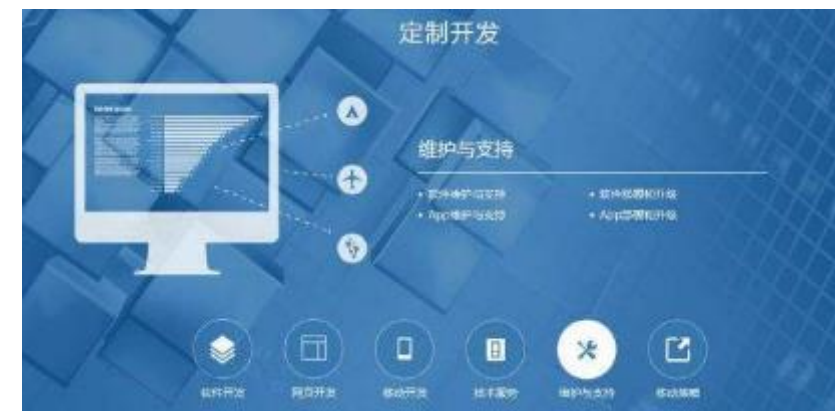 定制开发
维护与支持
• 软件维护与支持 • 软件部署和升级
• App维护与支持 • App部署和升级
软件开发 网页开发 移动开发 技术服务 维护与支持 移动策略